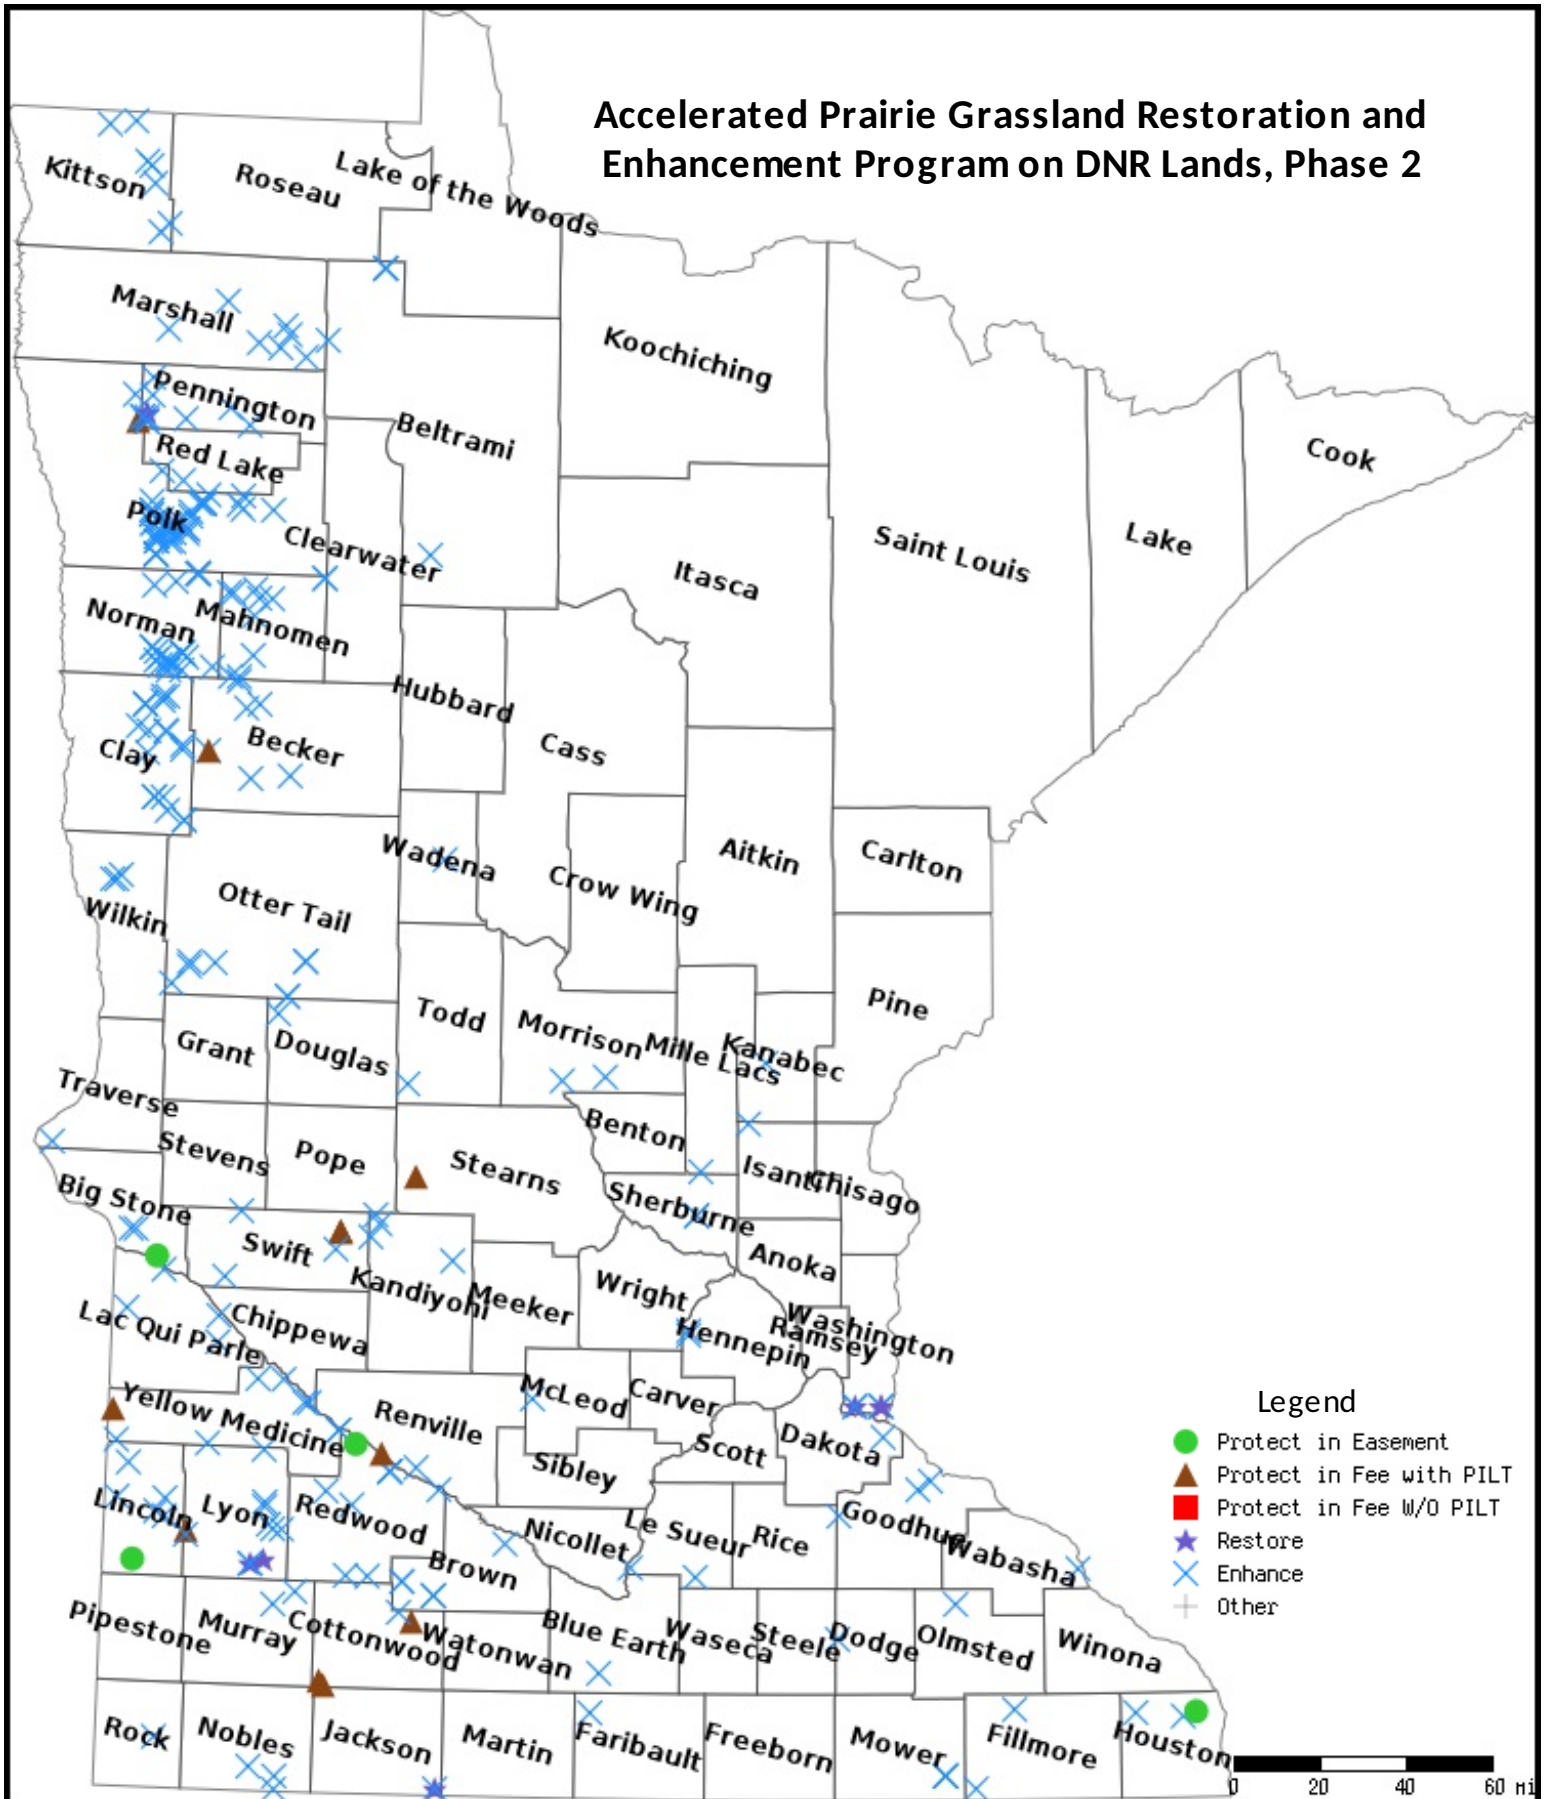 Accelerated Prairie Grassland Restoration and
Enhancement Program on DNR Lands, Phase 2
Kittson
Roseau
Lake of the Woods
Marshall
Koochiching
Pennington
Beltrami
Red Lake
Cook
Polk
Clearwater
Saint Louis
Lake
Itasca
Norman
Mahnomen
Hubbard
Cass
Clay
Becker
Wadena
Aitkin
Carlton
Crow Wing
Otter Tail
Wilkin
Pine
Todd
Morrison
Mille Lacs
Kanabec
Grant
Douglas
Traverse
Stevens
Pope
Stearns
Benton
Isanti
Chisago
Big Stone
Sherburne
Swift
Anoka
Kandiyohi
Meeker
Wright
Washington
Ramsey
Hennepin
Lac Qui Parle
Chippewa
McLeod
Carver
Yellow Medicine
Renville
Scott
Dakota
Sibley
Lincoln
Lyon
Redwood
Nicollet
Le Sueur
Rice
Goodhue
Wabasha
Brown
Pipestone
Murray
Cottonwood
Watonwan
Blue Earth
Waseca
Steele
Dodge
Olmsted
Winona
Rock
Nobles
Jackson
Martin
Faribault
Freeborn
Mower
Fillmore
Houston
Legend
Protect in Easement
Protect in Fee with PILT
Protect in Fee W/O PILT
Restore
Enhance
Other
0 20 40 60 mi